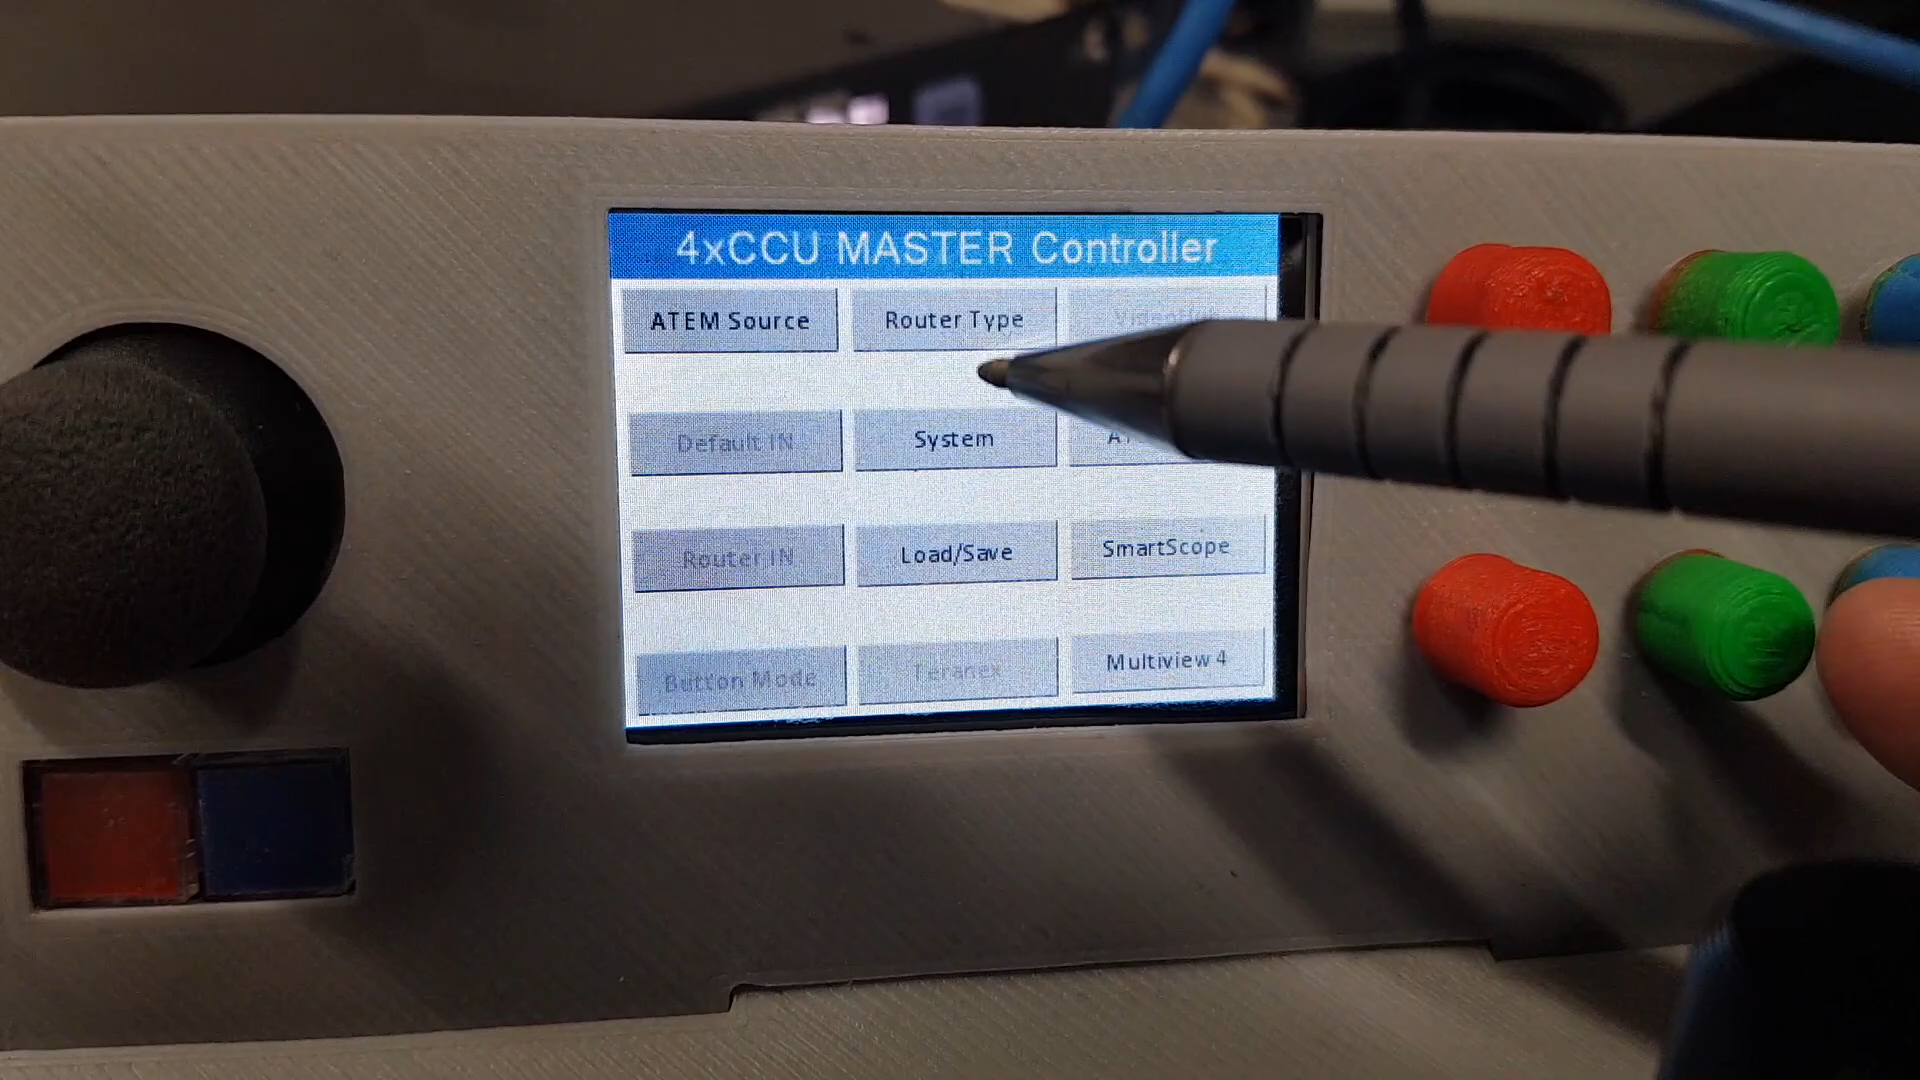 4xCCU MASTER Controller
ATEM Source
Router Type
Default IN
System
Router IN
Load/Save
SmartScope
Button Mode
Teranex
Multiview 4